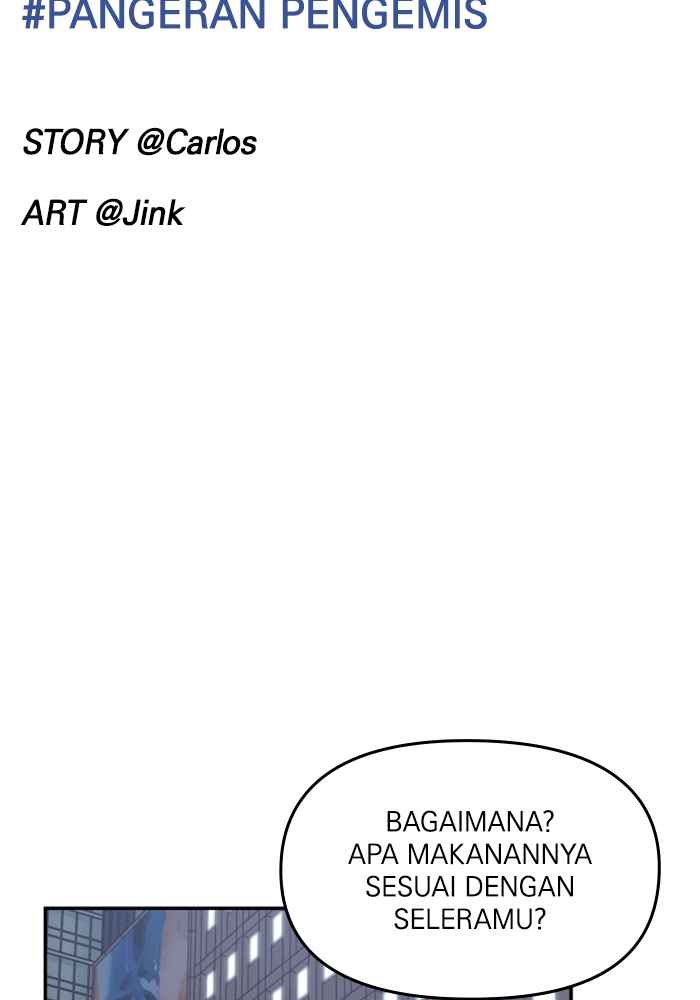 #PANGERAN PENGEMIS
STORY @Carlos
ART @Jink
BAGAIMANA?
APA MAKANANNYA
SESUAI DENGAN
SELERAMU?